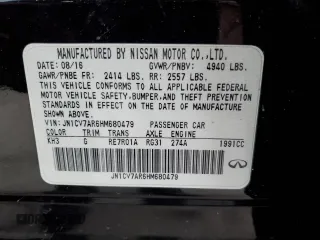 MANUFACTURED BY NISSAN MOTOR CO.,LTD.
DATE 08/16 GVWR/PNBV: 4940 LBS.
GAWR/PNBE FR: 2414 LBS. RR: 2557 LBS.
THIS VEHICLE CONFORMS TO ALL APPLICABLE FEDERAL
MOTOR VEHICLE SAFETY, BUMPER, AND THEFT PREVENTION
STANDARDS IN EFFECT ON THE DATE OF MANUFACTURE
SHOWN ABOVE.
VIN: JN1CV7AR6HM680479 PASSENGER CAR
COLOR TRIM TRANS AXLE ENGINE
KH3 G RE7R01A RG31 274A 1991CC
JN1CV7AR6HM680479
INFINITI